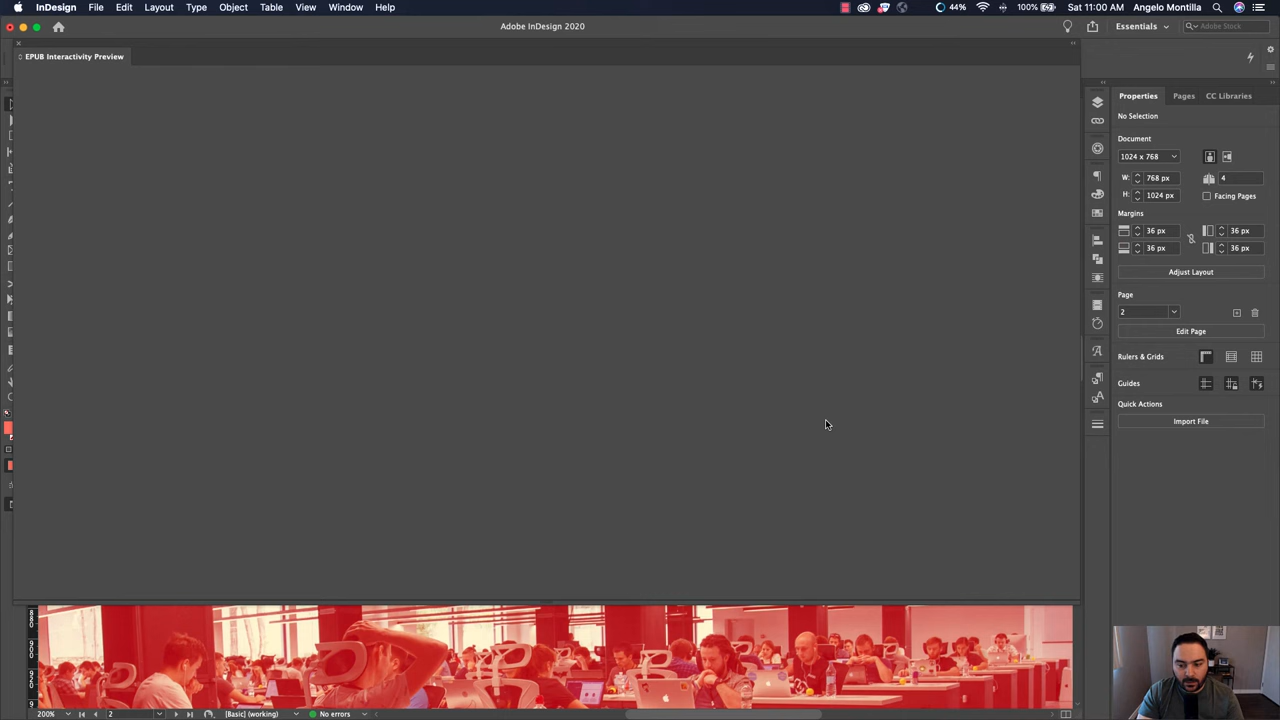 InDesign File Edit Layout Type Object Table View Window Help
44% 100% Sat 11:00 AM Angelo Montilla
Adobe InDesign 2020
Essentials
Adobe Stock
EPUB Interactivity Preview
Properties Pages CC Libraries
No Selection
Document
1024 x 768
W: 768 px 4
H: 1024 px Facing Pages
Margins
36 px 36 px
36 px 36 px
Adjust Layout
Page
2
Edit Page
Rulers & Grids
Guides
Quick Actions
Import File
200% 2 [Basic] (working) No errors